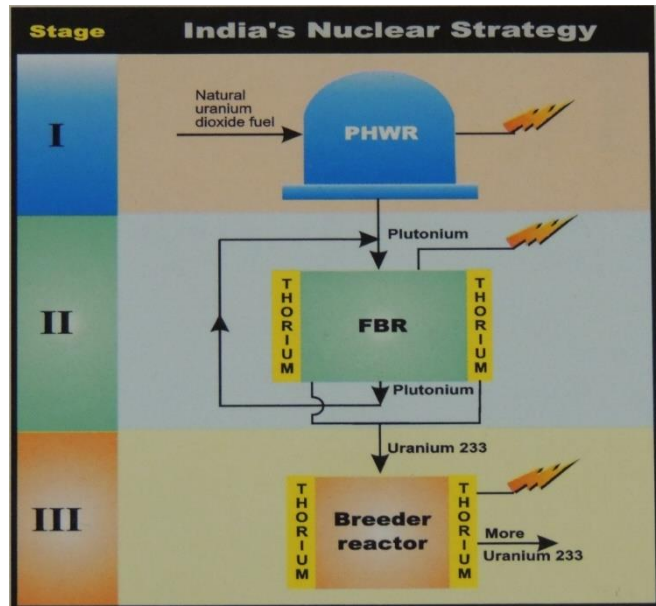 Stage India's Nuclear Strategy
I
Natural
uranium
dioxide fuel
PHWR
Plutonium
II
THORIUM
FBR
THORIUM
Plutonium
Uranium 233
III
THORIUM
Breeder
reactor
THORIUM
More
Uranium 233